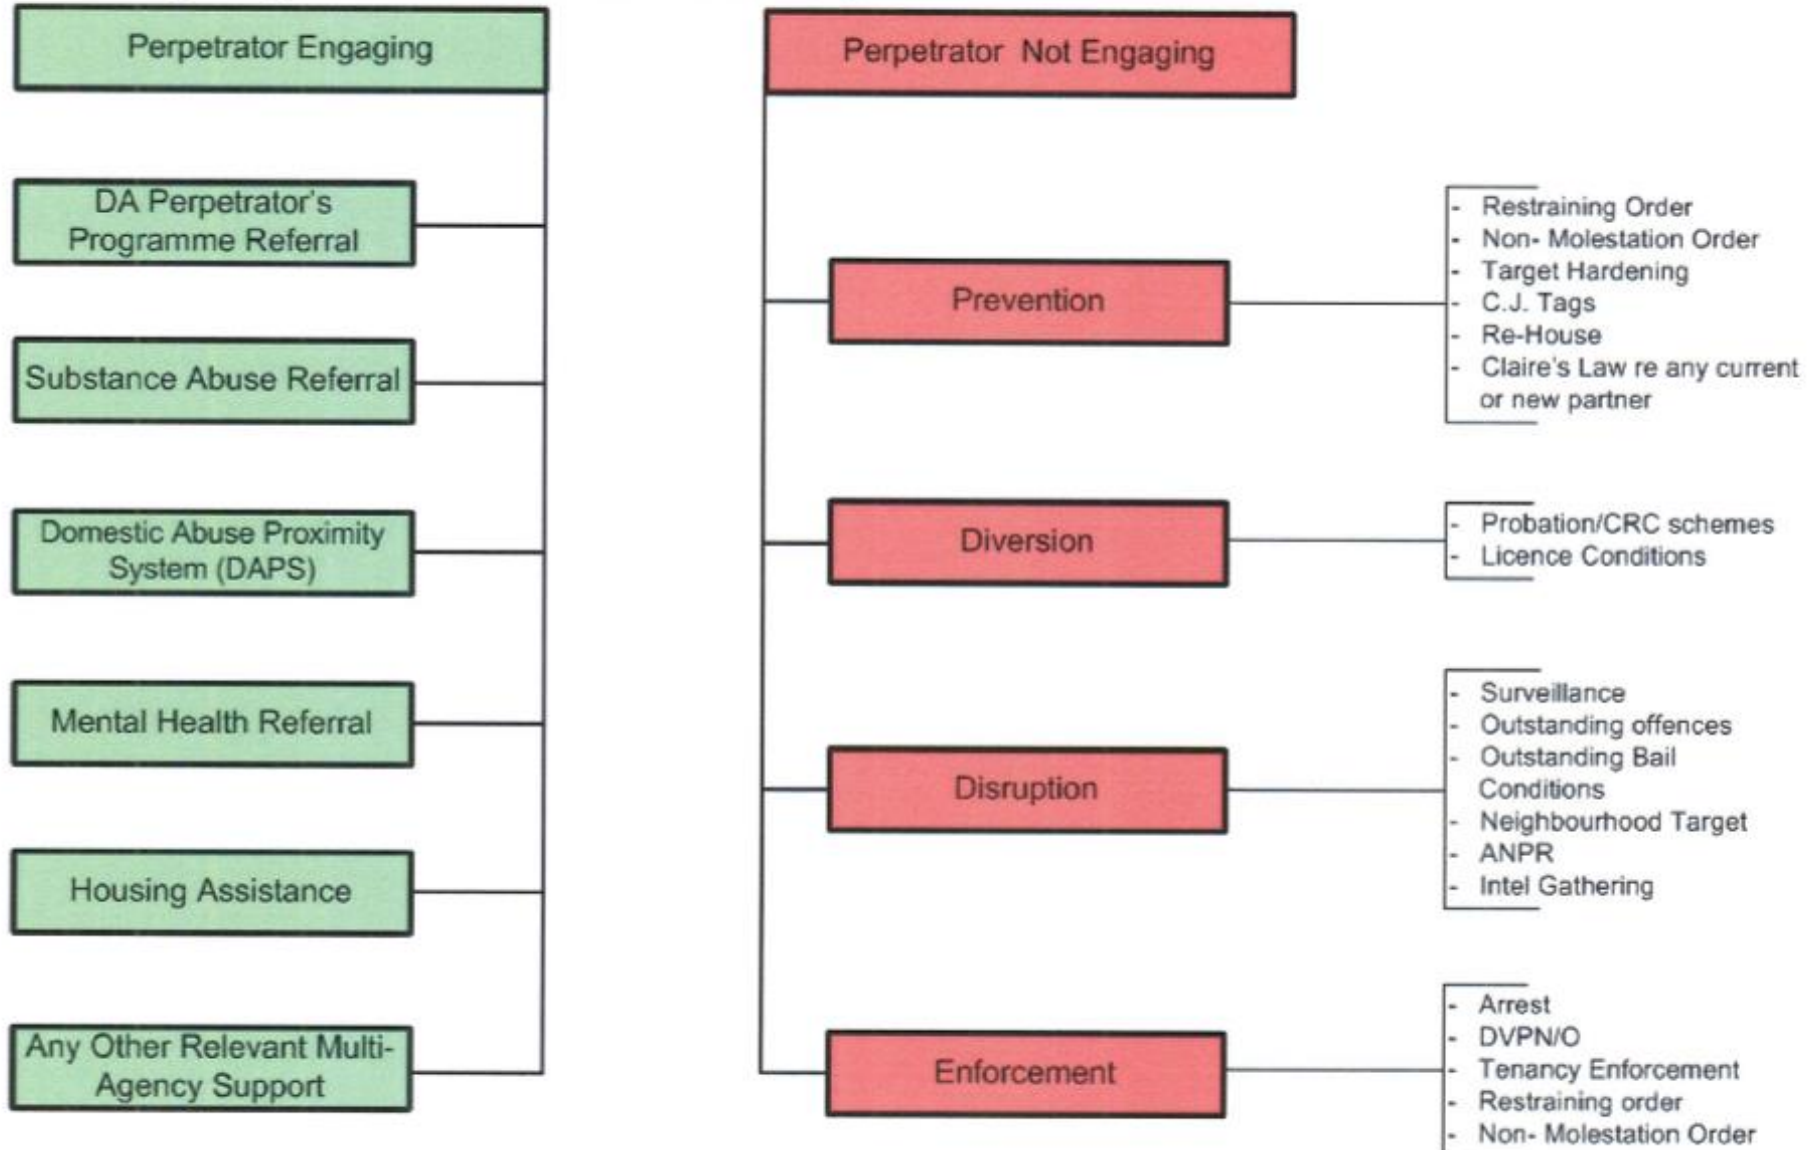 Perpetrator Engaging
DA Perpetrator's
Programme Referral
Substance Abuse Referral
Domestic Abuse Proximity
System (DAPS)
Mental Health Referral
Housing Assistance
Any Other Relevant Multi-
Agency Support
Perpetrator Not Engaging
Prevention
- Restraining Order
- Non- Molestation Order
- Target Hardening
- C.J. Tags
- Re-House
- Claire's Law re any current
or new partner
Diversion
- Probation/CRC schemes
- Licence Conditions
Disruption
- Surveillance
- Outstanding offences
- Outstanding Bail
Conditions
- Neighbourhood Target
- ANPR
- Intel Gathering
Enforcement
- Arrest
- DVPN/O
- Tenancy Enforcement
- Restraining order
- Non- Molestation Order